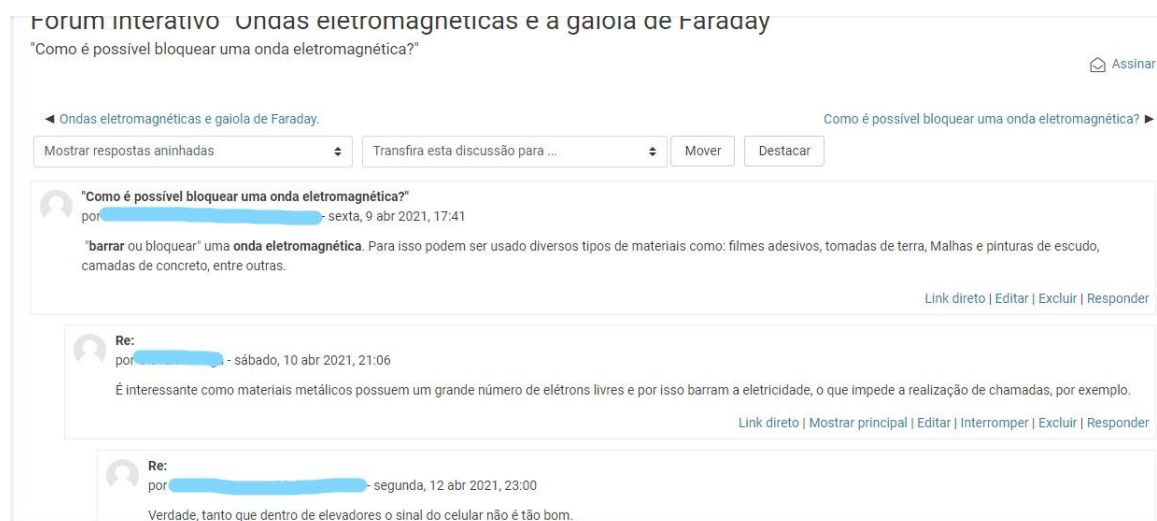 Fórum Interativo "Ondas eletromagnéticas e a gaiola de Faraday"
"Como é possível bloquear uma onda eletromagnética?"
Assinar
◄ Ondas eletromagnéticas e gaiola de Faraday.
Como é possível bloquear uma onda eletromagnética? ►
Mostrar respostas aninhadas
Transfira esta discussão para ...
Mover
Destacar
"Como é possível bloquear uma onda eletromagnética?"
por - sexta, 9 abr 2021, 17:41
"barrar ou bloquear" uma onda eletromagnética. Para isso podem ser usado diversos tipos de materiais como: filmes adesivos, tomadas de terra, Malhas e pinturas de escudo,
camadas de concreto, entre outras.
Link direto | Editar | Excluir | Responder
Re:
por - sábado, 10 abr 2021, 21:06
É interessante como materiais metálicos possuem um grande número de elétrons livres e por isso barram a eletricidade, o que impede a realização de chamadas, por exemplo.
Link direto | Mostrar principal | Editar | Interromper | Excluir | Responder
Re:
por - segunda, 12 abr 2021, 23:00
Verdade, tanto que dentro de elevadores o sinal do celular não é tão bom.